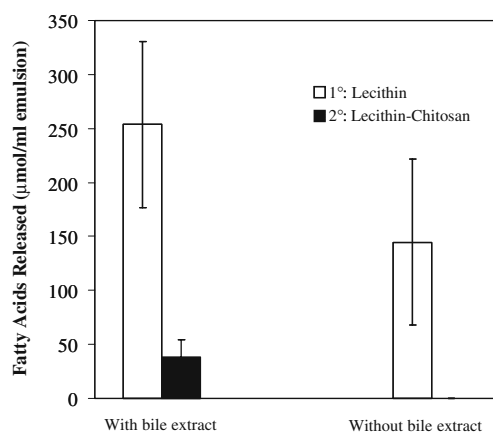 Fatty Acids Released (μmol/ml emulsion)
350
300
250
200
150
100
50
0
1°: Lecithin
2°: Lecithin-Chitosan
With bile extract
Without bile extract